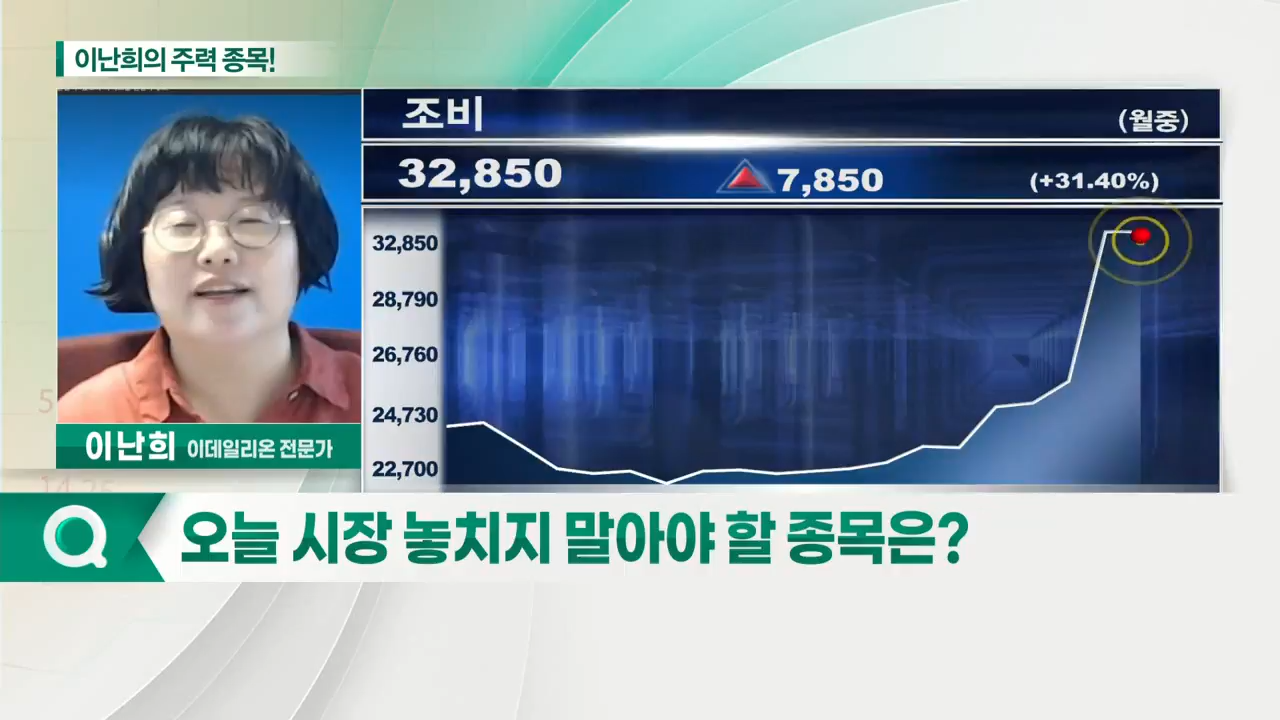 이난희의 주력 종목!
조비
(월중)
32,850
7,850
(+31.40%)
32,850
28,790
26,760
24,730
22,700
이난희 이데일리온 전문가
오늘 시장 놓치지 말아야 할 종목은?